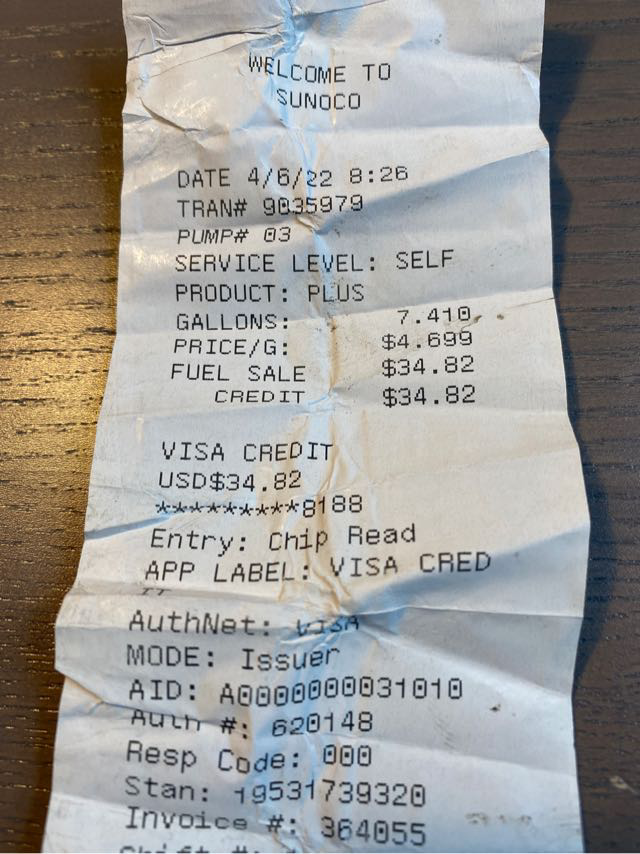 WELCOME TO
SUNOCO
DATE 4/6/22 8:26
TRAN# 9035979
PUMP# 03
SERVICE LEVEL: SELF
PRODUCT: PLUS
GALLONS: 7.410
PRICE/G: $4.699
FUEL SALE $34.82
CREDIT $34.82
VISA CREDIT
USD$34.82
*********8188
Entry: Chip Read
APP LABEL: VISA CRED
IT
AuthNet: VISA
MODE: Issuer
AID: A0000000031010
Auth #: 620148
Resp Code: 000
Stan: 19531739320
Invoice #: 364055